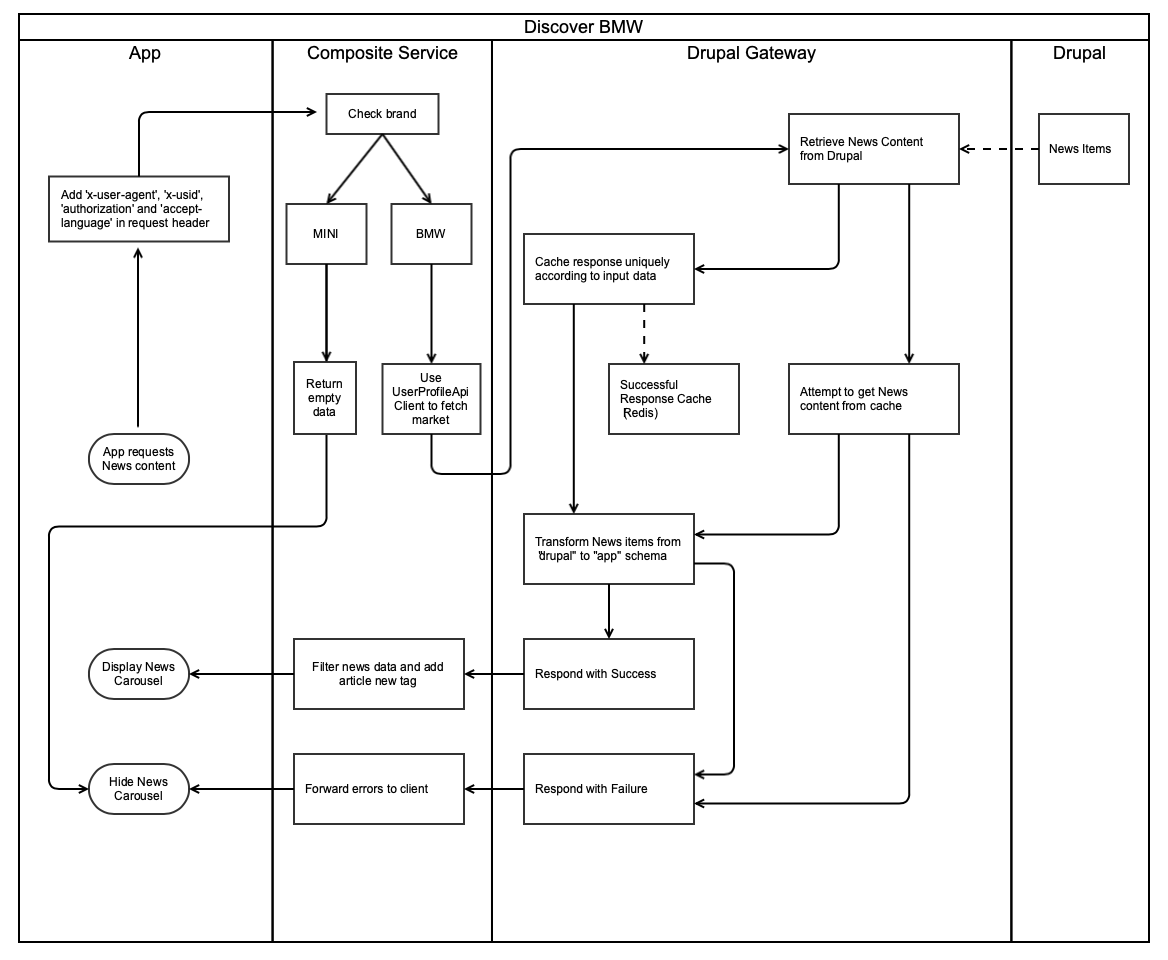 Discover BMW
App
Composite Service
Drupal Gateway
Drupal
Check brand
Retrieve News Content
from Drupal
News Items
Add 'x-user-agent', 'x-usid',
'authorization' and 'accept-
language' in request header
MINI
BMW
Cache response uniquely
according to input data
Return
empty
data
Use
UserProfileApi
Client to fetch
market
Successful
Response Cache
(Redis)
Attempt to get News
content from cache
App requests
News content
Transform News items from
"drupal" to "app" schema
Display News
Carousel
Filter news data and add
article new tag
Respond with Success
Hide News
Carousel
Forward errors to client
Respond with Failure